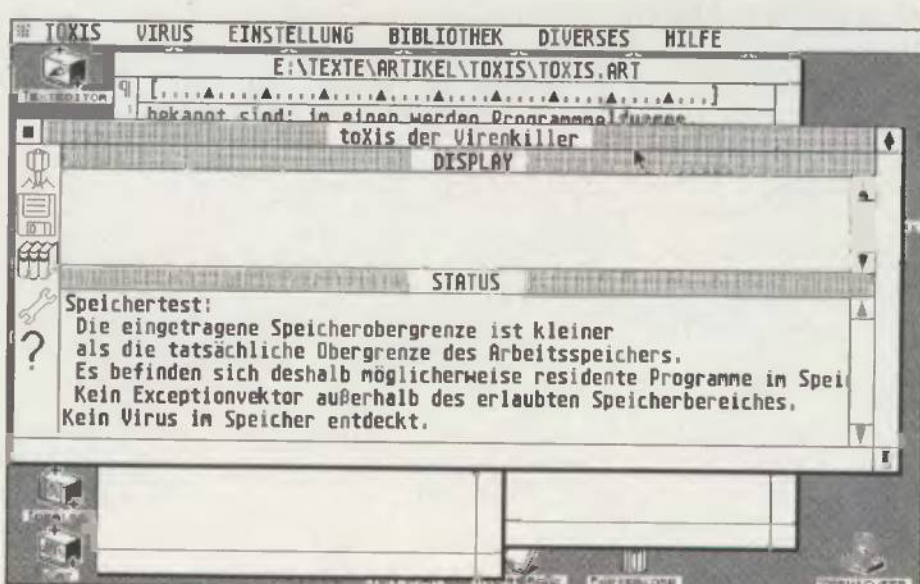 TOXIS VIRUS EINSTELLUNG BIBLIOTHEK DIVERSES HILFE
E:\TEXTE\ARTIKEL\TOXIS\TOXIS.ART
TEXTEDITOR
bekannt sind: im einen werden
toXis der Virenkiller
DISPLAY
STATUS
Speichertest:
Die eingetragene Speicherobergrenze ist kleiner
als die tatsächliche Obergrenze des Arbeitsspeichers.
Es befinden sich deshalb möglicherweise residente Programme im Spei
Kein Exceptionvektor außerhalb des erlaubten Speicherbereiches.
Kein Virus im Speicher entdeckt.